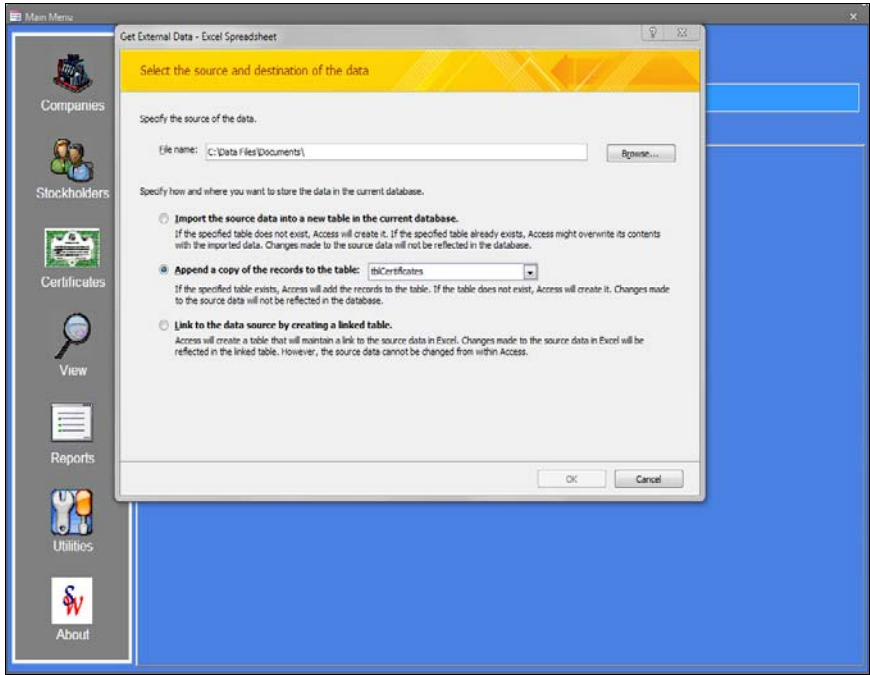 Main Menu
Get External Data - Excel Spreadsheet
Select the source and destination of the data
Companies
Specify the source of the data.
File name: C:\Data Files\Documents\ Browse...
Stockholders
Specify how and where you want to store the data in the current database.
Import the source data into a new table in the current database.
If the specified table does not exist, Access will create it. If the specified table already exists, Access might overwrite its contents
with the imported data. Changes made to the source data will not be reflected in the database.
Append a copy of the records to the table: tblCertificates
Certificates
If the specified table exists, Access will add the records to the table. If the table does not exist, Access will create it. Changes made
to the source data will not be reflected in the database.
Link to the data source by creating a linked table.
Access will create a table that will maintain a link to the source data in Excel. Changes made to the source data in Excel will be
reflected in the linked table. However, the source data cannot be changed from within Access.
View
Reports
OK Cancel
Utilities
SW
About